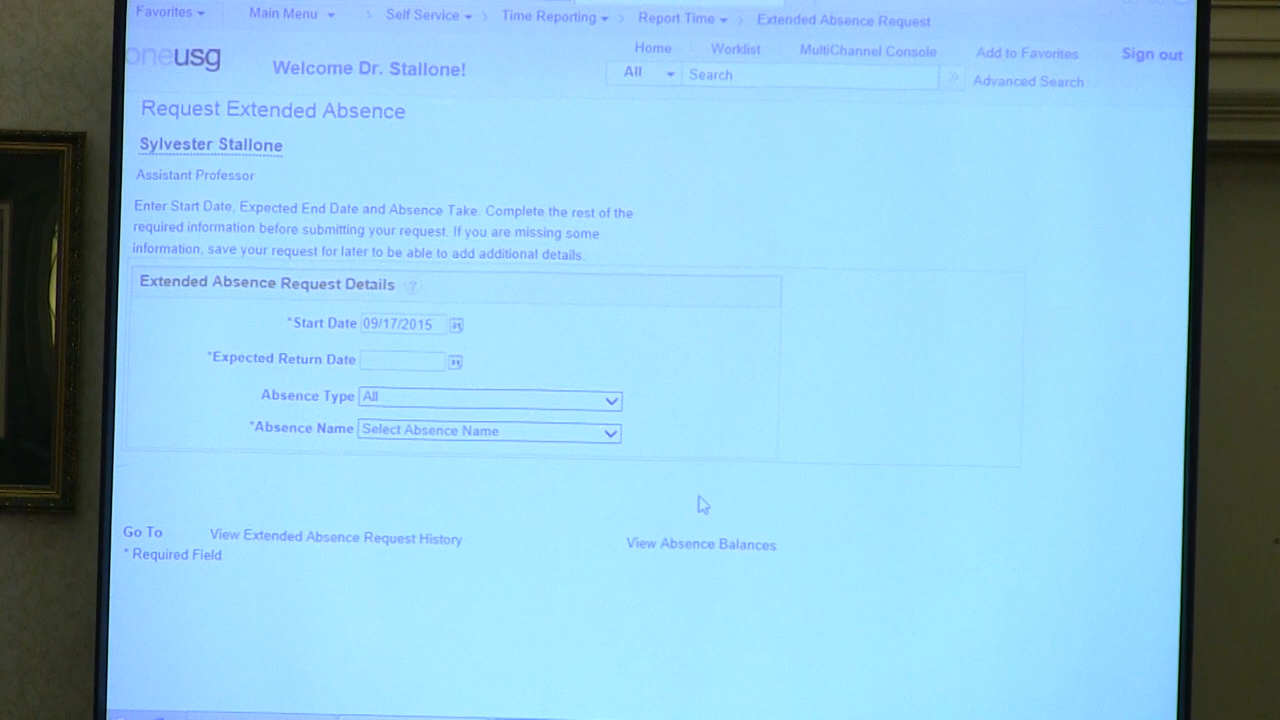 Favorites
Main Menu
Self Service
Time Reporting
Report Time
Extended Absence Request
oneusg
Welcome Dr. Stallone!
Home
Worklist
MultiChannel Console
Add to Favorites
Sign out
All
Search
Advanced Search
Request Extended Absence
Sylvester Stallone
Assistant Professor
Enter Start Date, Expected End Date and Absence Take. Complete the rest of the
required information before submitting your request. If you are missing some
information, save your request for later to be able to add additional details.
Extended Absence Request Details ?
*Start Date 09/17/2015
*Expected Return Date
Absence Type All
*Absence Name Select Absence Name
Go To View Extended Absence Request History View Absence Balances
* Required Field